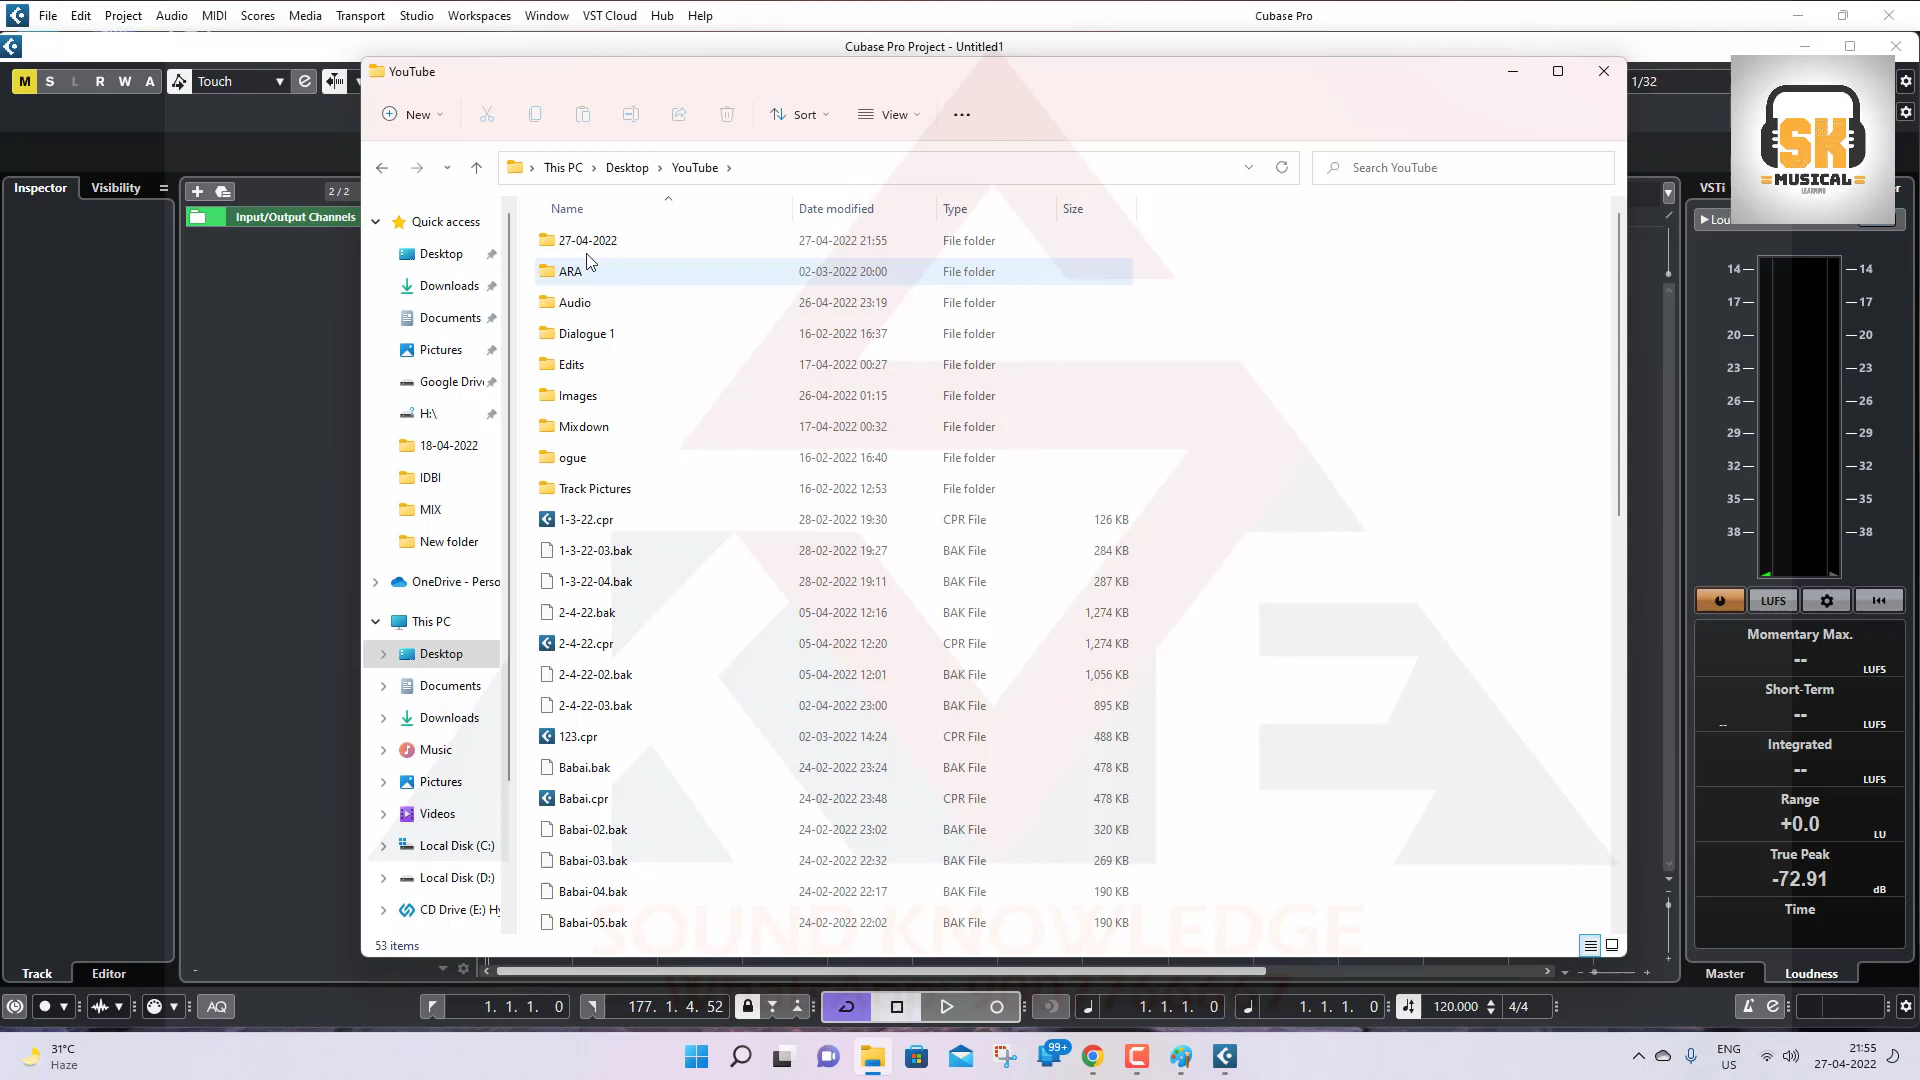 File Edit Project Audio MIDI Scores Media Transport Studio Workspaces Window VST Cloud Hub Help Cubase Pro
Cubase Pro Project - Untitled1
M S L R W A Touch e 1/32
YouTube
New Sort View
This PC Desktop YouTube Search YouTube
Inspector Visibility 2/2 VSTi
Input/Output Channels
Lou
SK
MUSICAL
LEARNING
Quick access
Desktop
Downloads
Documents
Pictures
Google Driv
H:\
18-04-2022
IDBI
MIX
New folder
OneDrive - Perso
This PC
Desktop
Documents
Downloads
Music
Pictures
Videos
Local Disk (C:)
Local Disk (D:)
CD Drive (E:) Hy
Name Date modified Type Size
27-04-2022 27-04-2022 21:55 File folder
ARA 02-03-2022 20:00 File folder
Audio 26-04-2022 23:19 File folder
Dialogue 1 16-02-2022 16:37 File folder
Edits 17-04-2022 00:27 File folder
Images 26-04-2022 01:15 File folder
Mixdown 17-04-2022 00:32 File folder
ogue 16-02-2022 16:40 File folder
Track Pictures 16-02-2022 12:53 File folder
1-3-22.cpr 28-02-2022 19:30 CPR File 126 KB
1-3-22-03.bak 28-02-2022 19:27 BAK File 284 KB
1-3-22-04.bak 28-02-2022 19:11 BAK File 287 KB
2-4-22.bak 05-04-2022 12:16 BAK File 1,274 KB
2-4-22.cpr 05-04-2022 12:20 CPR File 1,274 KB
2-4-22-02.bak 05-04-2022 12:01 BAK File 1,056 KB
2-4-22-03.bak 02-04-2022 23:00 BAK File 895 KB
123.cpr 02-03-2022 14:24 CPR File 488 KB
Babai.bak 24-02-2022 23:24 BAK File 478 KB
Babai.cpr 24-02-2022 23:48 CPR File 478 KB
Babai-02.bak 24-02-2022 23:02 BAK File 320 KB
Babai-03.bak 24-02-2022 22:32 BAK File 269 KB
Babai-04.bak 24-02-2022 22:17 BAK File 190 KB
Babai-05.bak 24-02-2022 22:02 BAK File 190 KB
SOUND KNOWLEDGE
53 items
14 14
17 17
20 20
23 23
26 26
29 29
32 32
35 35
38 38
LUFS
Momentary Max.
-- LUFS
Short-Term
-- -- LUFS
Integrated
-- LUFS
Range
+0.0 LU
True Peak
-72.91 dB
Time
Track Editor Master Loudness
AQ 1. 1. 1. 0 177. 1. 4. 52 1. 1. 1. 0 1. 1. 1. 0 120.000 4/4
31°C
Haze
99+
ENG
US
21:55
27-04-2022